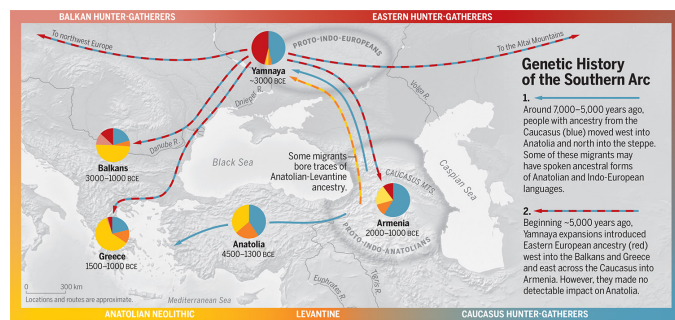 BALKAN HUNTER-GATHERERS
EASTERN HUNTER-GATHERERS
To northwest Europe
PROTO-INDO-EUROPEANS
To the Altai Mountains
Yamnaya
~3000 BCE
Dnieper R.
Volga R.
Danube R.
Balkans
3000–1000 BCE
Black Sea
Some migrants
bore traces of
Anatolian-Levantine
ancestry.
CAUCASUS MTS.
Caspian Sea
Greece
1500–1000 BCE
Anatolia
4500–1300 BCE
Armenia
2000–1000 BCE
PROTO-INDO-ANATOLIANS
Euphrates R.
Tigris R.
Mediterranean Sea
0 300 km
Locations and routes are approximate.
Genetic History
of the Southern Arc
1.
Around 7,000–5,000 years ago,
people with ancestry from the
Caucasus (blue) moved west into
Anatolia and north into the steppe.
Some of these migrants may
have spoken ancestral forms
of Anatolian and Indo-European
languages.
2.
Beginning ~5,000 years ago,
Yamnaya expansions introduced
Eastern European ancestry (red)
west into the Balkans and Greece
and east across the Caucasus into
Armenia. However, they made no
detectable impact on Anatolia.
ANATOLIAN NEOLITHIC
LEVANTINE
CAUCASUS HUNTER-GATHERERS